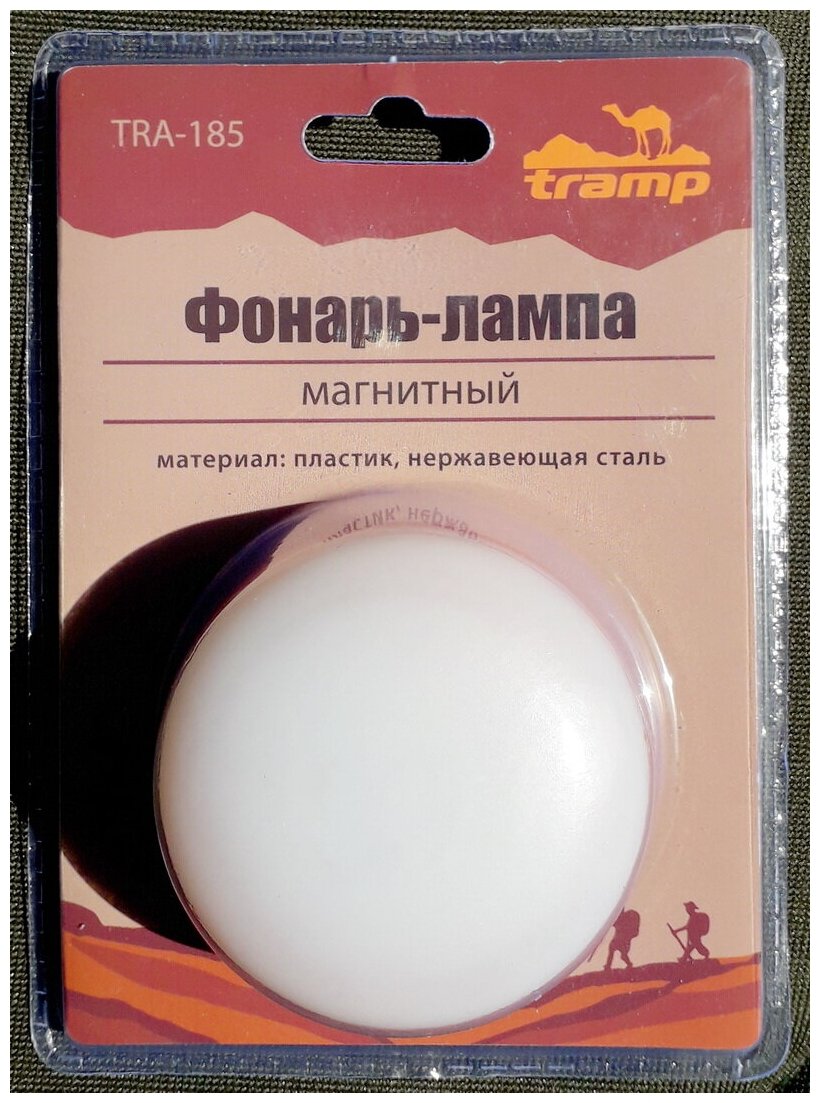 TRA-185
tramp
Фонарь-лампа
магнитный
материал: пластик, нержавеющая сталь